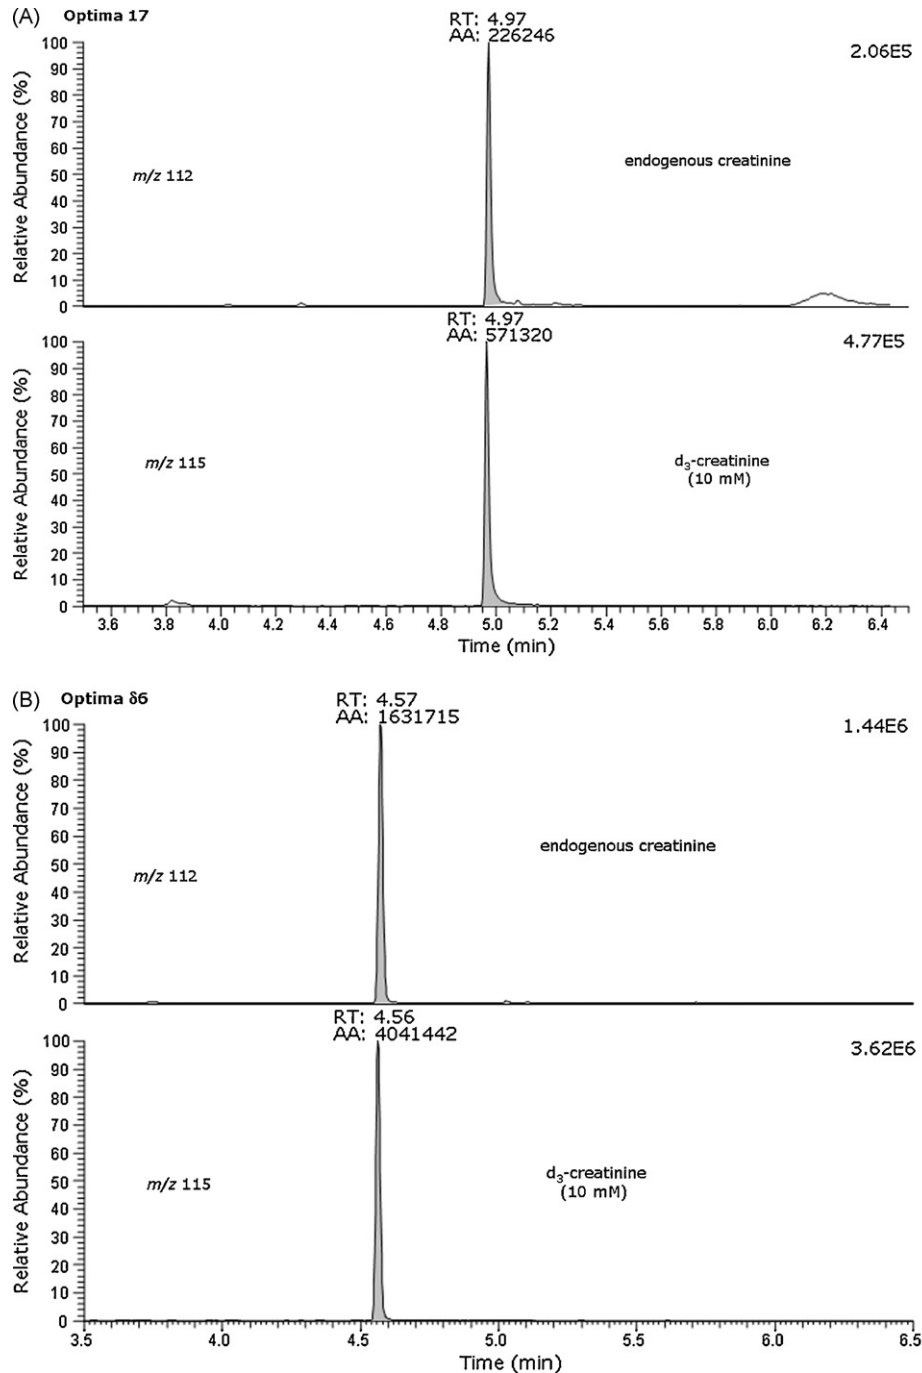 (A) Optima 17
RT: 4.97
AA: 226246
2.06E5
100
90
80
70
60
50
40
30
20
10
0
Relative Abundance (%)
m/z 112
endogenous creatinine
RT: 4.97
AA: 571320
4.77E5
100
90
80
70
60
50
40
30
20
10
0
Relative Abundance (%)
m/z 115
d₃-creatinine
(10 mM)
3.6 3.8 4.0 4.2 4.4 4.6 4.8 5.0 5.2 5.4 5.6 5.8 6.0 6.2 6.4
Time (min)
(B) Optima δ6
RT: 4.57
AA: 1631715
1.44E6
100
90
80
70
60
50
40
30
20
10
0
Relative Abundance (%)
m/z 112
endogenous creatinine
RT: 4.56
AA: 4041442
3.62E6
100
90
80
70
60
50
40
30
20
10
0
Relative Abundance (%)
m/z 115
d₃-creatinine
(10 mM)
3.5 4.0 4.5 5.0 5.5 6.0 6.5
Time (min)